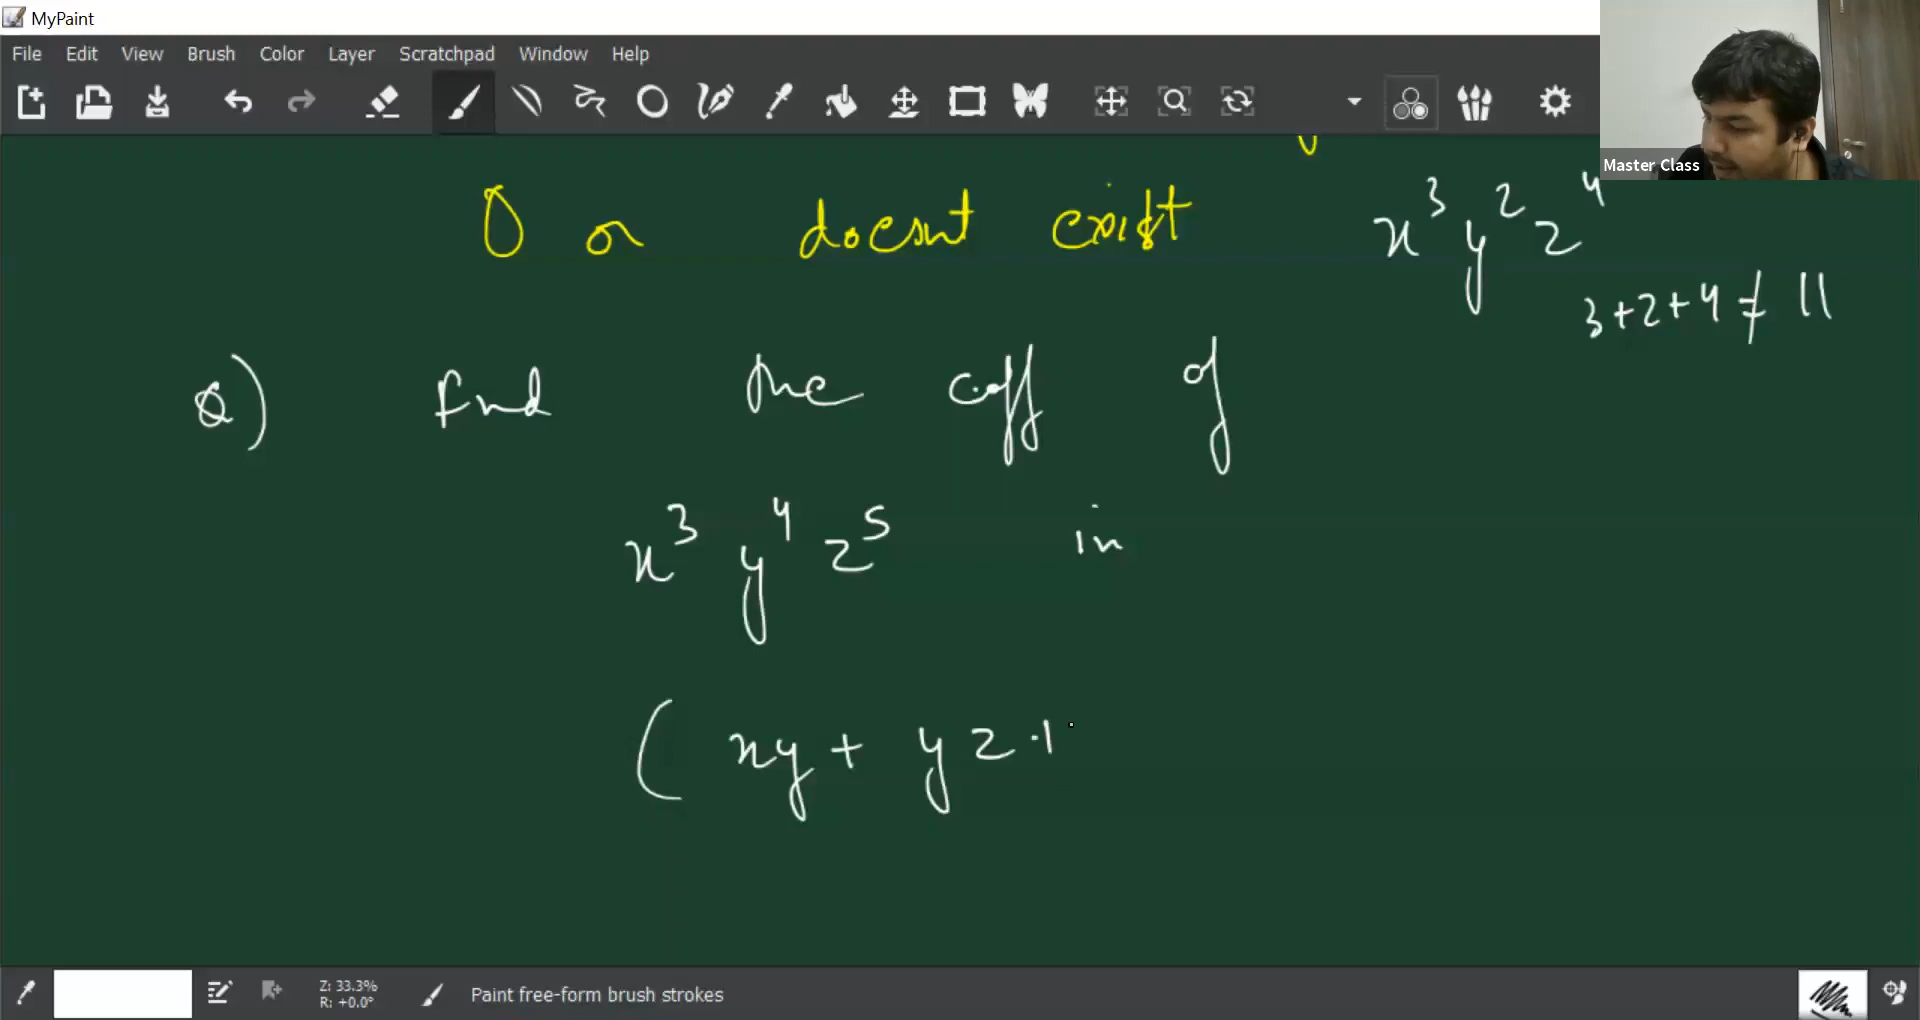 MyPaint
File Edit View Brush Color Layer Scratchpad Window Help
Master Class
0 or doesnt exist
x³ y² z⁴
3+2+4 ≠ 11
Q) find the coff of
x³ y⁴ z⁵ in
( xy + yz +
Z: 33.3%
R: +0.0°
Paint free-form brush strokes